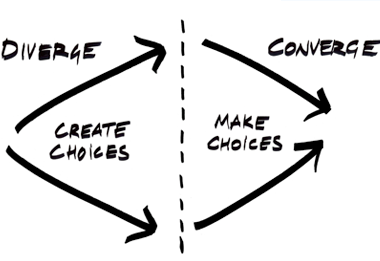 DIVERGE
CONVERGE
CREATE
CHOICES
MAKE
CHOICES